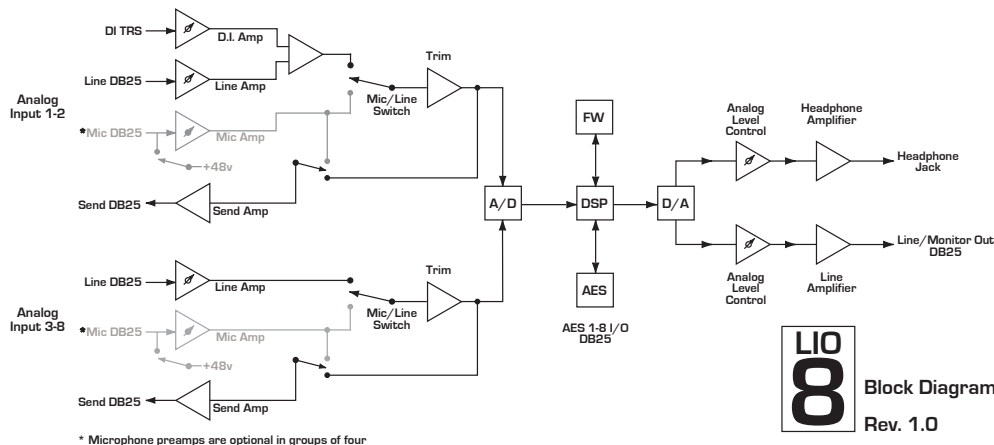 DI TRS
D.I. Amp
Line DB25
Line Amp
Analog
Input 1-2
*Mic DB25
Mic Amp
+48v
Send DB25
Send Amp
Mic/Line
Switch
Trim
Line DB25
Line Amp
Analog
Input 3-8
*Mic DB25
Mic Amp
+48v
Send DB25
Send Amp
Mic/Line
Switch
Trim
A/D
FW
DSP
AES
AES 1-8 I/O
DB25
D/A
Analog
Level
Control
Headphone
Amplifier
Headphone
Jack
Line/Monitor Out
DB25
Analog
Level
Control
Line
Amplifier
LIO
8
Block Diagram
Rev. 1.0
* Microphone preamps are optional in groups of four